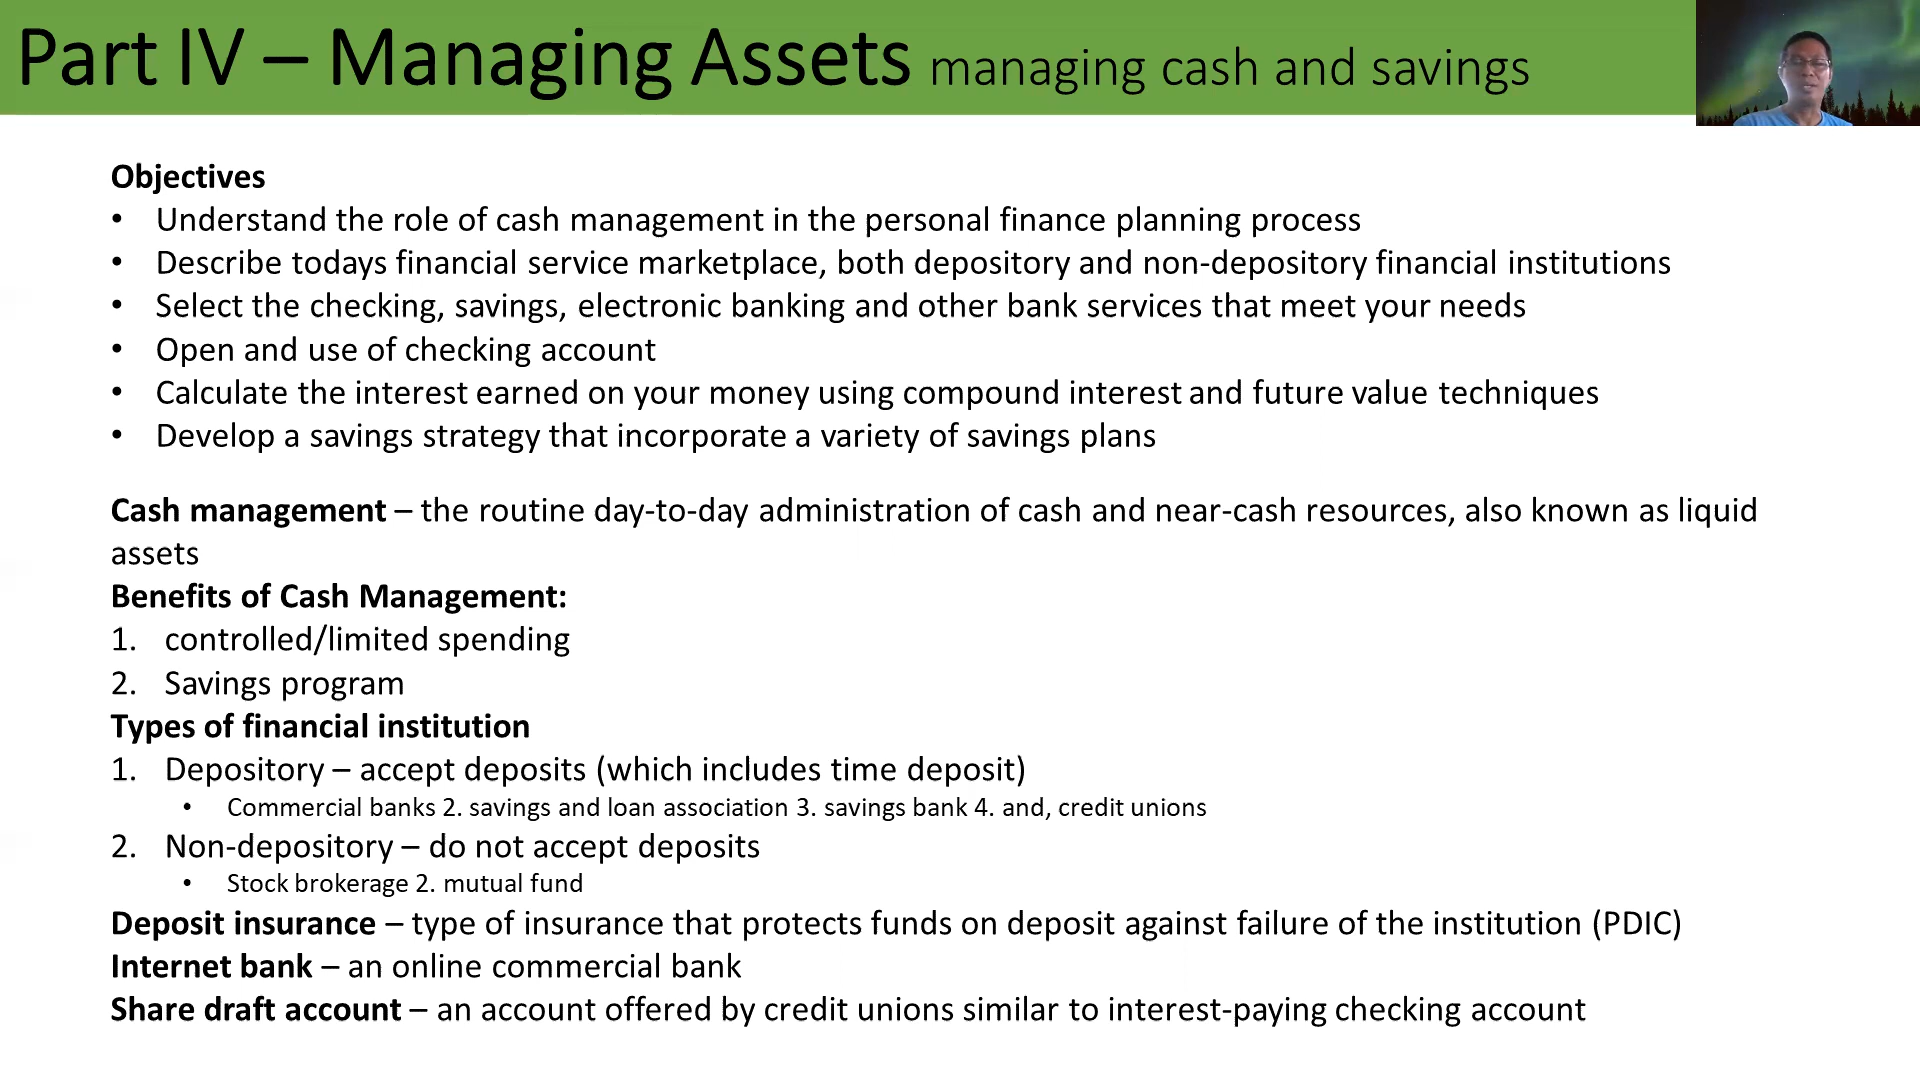 Part IV – Managing Assets managing cash and savings
Objectives
• Understand the role of cash management in the personal finance planning process
• Describe todays financial service marketplace, both depository and non-depository financial institutions
• Select the checking, savings, electronic banking and other bank services that meet your needs
• Open and use of checking account
• Calculate the interest earned on your money using compound interest and future value techniques
• Develop a savings strategy that incorporate a variety of savings plans
Cash management – the routine day-to-day administration of cash and near-cash resources, also known as liquid
assets
Benefits of Cash Management:
1. controlled/limited spending
2. Savings program
Types of financial institution
1. Depository – accept deposits (which includes time deposit)
• Commercial banks 2. savings and loan association 3. savings bank 4. and, credit unions
2. Non-depository – do not accept deposits
• Stock brokerage 2. mutual fund
Deposit insurance – type of insurance that protects funds on deposit against failure of the institution (PDIC)
Internet bank – an online commercial bank
Share draft account – an account offered by credit unions similar to interest-paying checking account